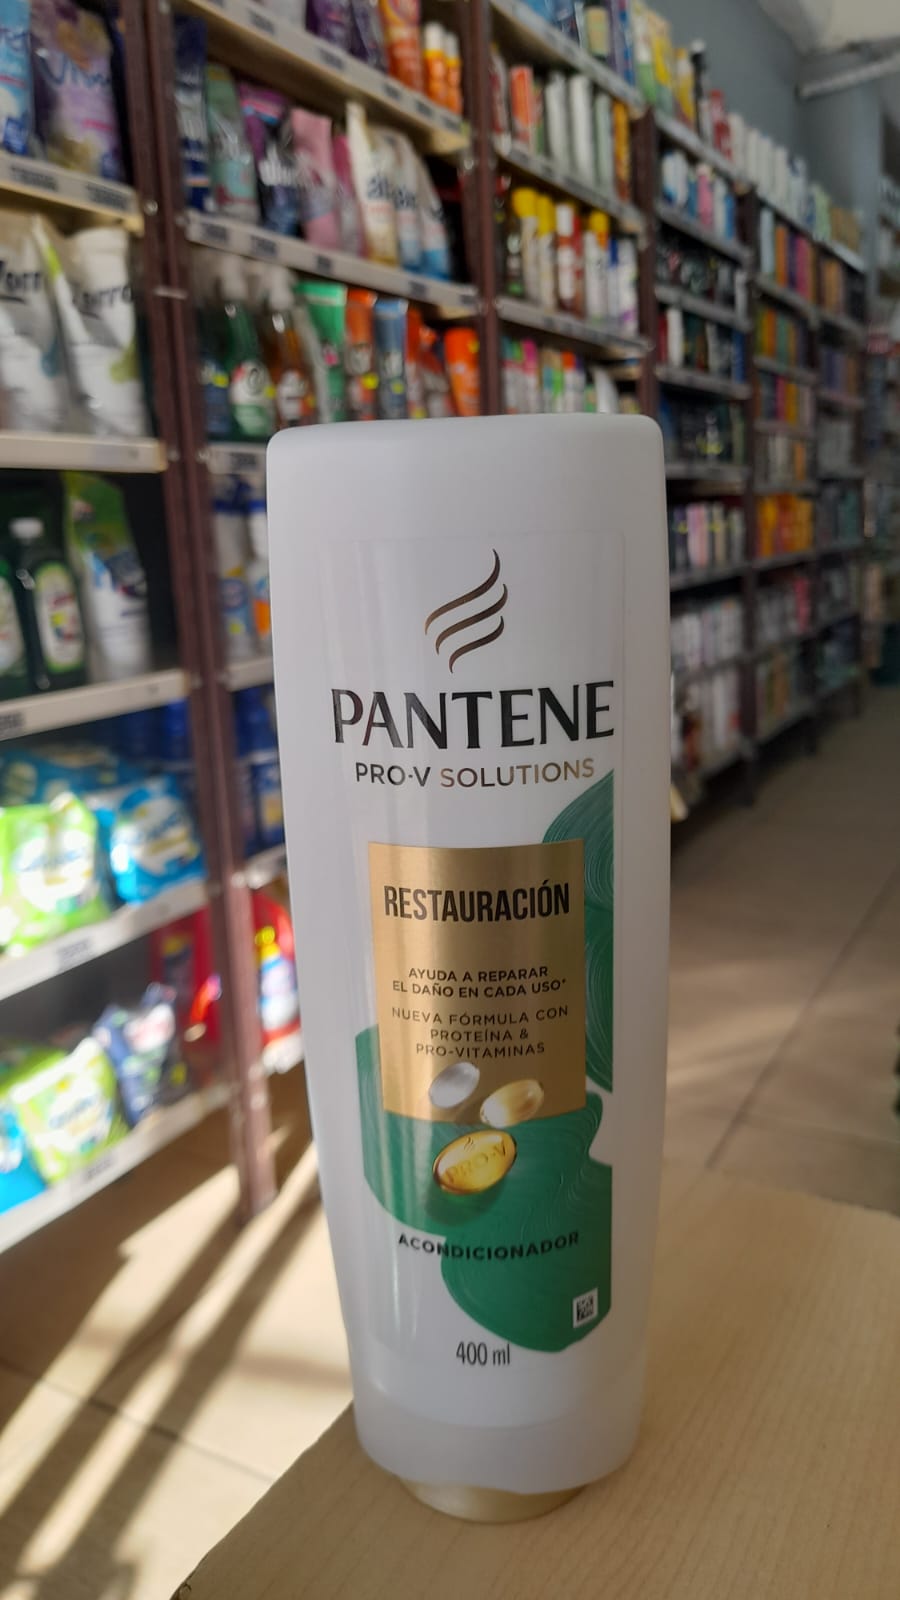 PANTENE
PRO-V SOLUTIONS
RESTAURACIÓN
AYUDA A REPARAR
EL DAÑO EN CADA USO*
NUEVA FÓRMULA CON
PROTEÍNA &
PRO-VITAMINAS
PRO-V
ACONDICIONADOR
400 ml